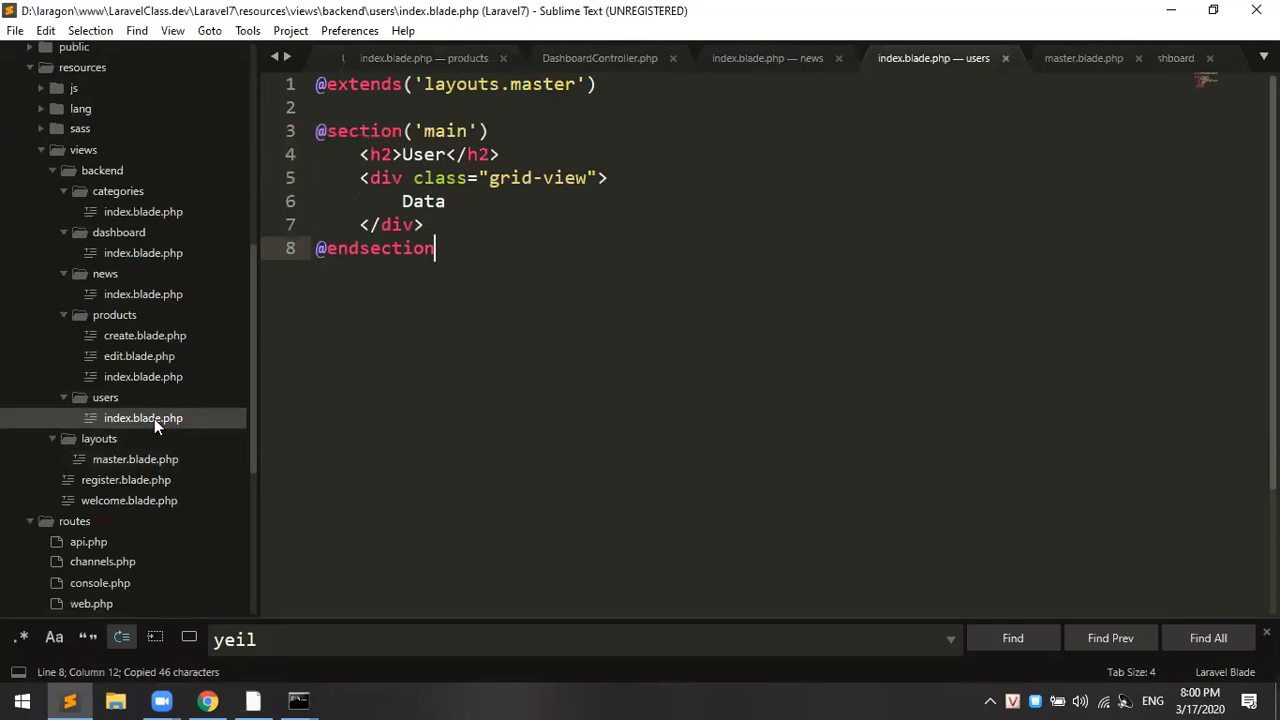 D:\laragon\www\LaravelClass.dev\Laravel7\resources\views\backend\users\index.blade.php (Laravel7) - Sublime Text (UNREGISTERED)
File Edit Selection Find View Goto Tools Project Preferences Help
public
resources
js
lang
sass
views
backend
categories
index.blade.php
dashboard
index.blade.php
news
index.blade.php
products
create.blade.php
edit.blade.php
index.blade.php
users
index.blade.php
layouts
master.blade.php
register.blade.php
welcome.blade.php
routes
api.php
channels.php
console.php
web.php
index.blade.php — products
DashboardController.php
index.blade.php — news
index.blade.php — users
master.blade.php
shboard
1 @extends('layouts.master')
2
3 @section('main')
4 <h2>User</h2>
5 <div class="grid-view">
6 Data
7 </div>
8 @endsection
.* Aa “” yeil Find Find Prev Find All
Line 8; Column 12; Copied 46 characters Tab Size: 4 Laravel Blade
V ENG 8:00 PM
3/17/2020